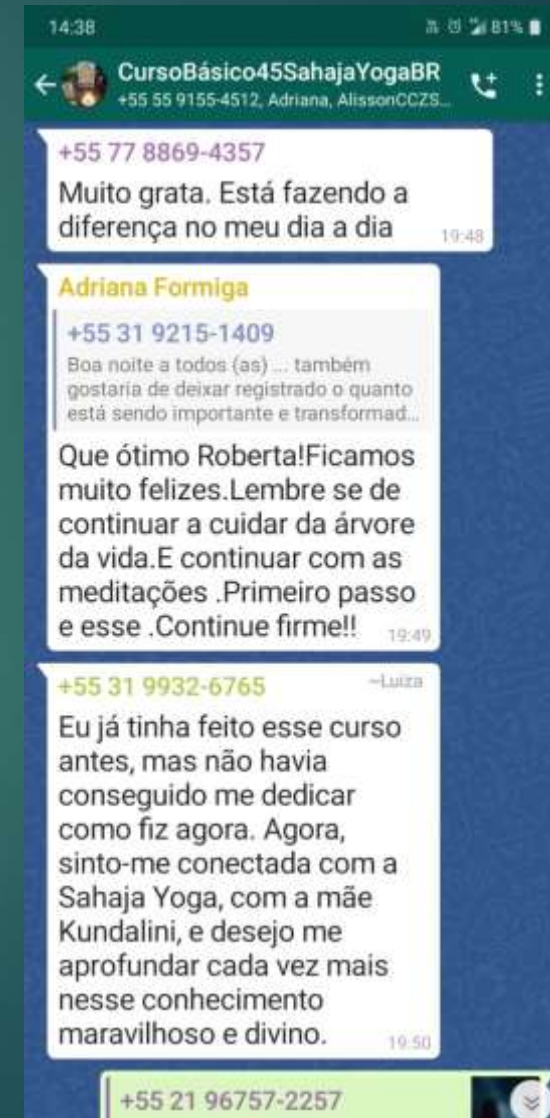 14:38
81%
CursoBásico45SahajaYogaBR
+55 55 9155-4512, Adriana, AlissonCCZS...
+55 77 8869-4357
Muito grata. Está fazendo a
diferença no meu dia a dia
19:48
Adriana Formiga
+55 31 9215-1409
Boa noite a todos (as) ... também
gostaria de deixar registrado o quanto
está sendo importante e transformad...
Que ótimo Roberta!Ficamos
muito felizes.Lembre se de
continuar a cuidar da árvore
da vida.E continuar com as
meditações .Primeiro passo
e esse .Continue firme!!
19:49
+55 31 9932-6765
~Luiza
Eu já tinha feito esse curso
antes, mas não havia
conseguido me dedicar
como fiz agora. Agora,
sinto-me conectada com a
Sahaja Yoga, com a mãe
Kundalini, e desejo me
aprofundar cada vez mais
nesse conhecimento
maravilhoso e divino.
19:50
+55 21 96757-2257